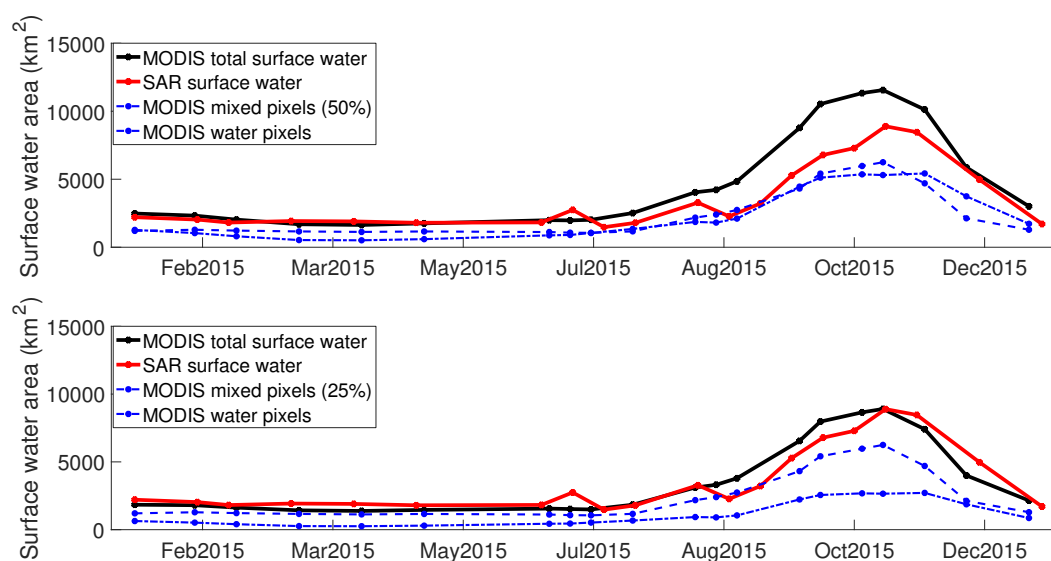 Surface water area (km²)
15000
10000
5000
0
MODIS total surface water
SAR surface water
MODIS mixed pixels (50%)
MODIS water pixels
Feb2015 Mar2015 May2015 Jul2015 Aug2015 Oct2015 Dec2015
Surface water area (km²)
15000
10000
5000
0
MODIS total surface water
SAR surface water
MODIS mixed pixels (25%)
MODIS water pixels
Feb2015 Mar2015 May2015 Jul2015 Aug2015 Oct2015 Dec2015